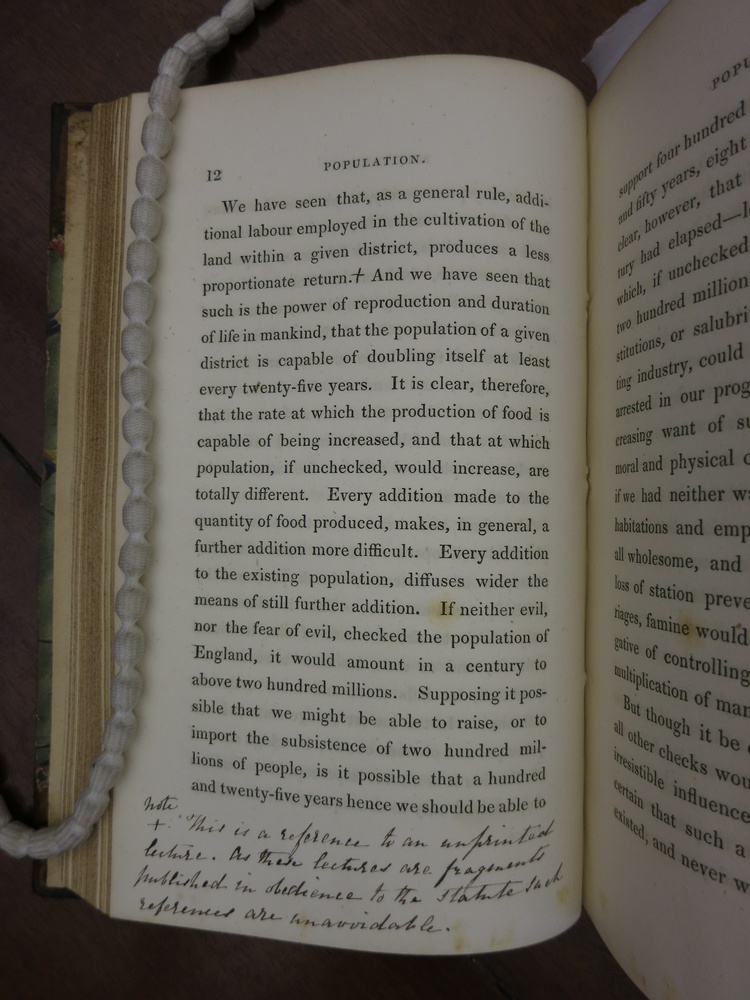 12
POPULATION.
We have seen that, as a general rule, addi-
tional labour employed in the cultivation of the
land within a given district, produces a less
proportionate return.+ And we have seen that
such is the power of reproduction and duration
of life in mankind, that the population of a given
district is capable of doubling itself at least
every twenty-five years. It is clear, therefore,
that the rate at which the production of food is
capable of being increased, and that at which
population, if unchecked, would increase, are
totally different. Every addition made to the
quantity of food produced, makes, in general, a
further addition more difficult. Every addition
to the existing population, diffuses wider the
means of still further addition. If neither evil,
nor the fear of evil, checked the population of
England, it would amount in a century to
above two hundred millions. Supposing it pos-
sible that we might be able to raise, or to
import the subsistence of two hundred mil-
lions of people, is it possible that a hundred
and twenty-five years hence we should be able to
note
+. This is a reference to an unprinted
lecture. As these lectures are fragments
published in obedience to the statute such
references are unavoidable.
POPU
support four hundred
and fifty years, eight
clear, however, that
tury had elapsed—l
which, if unchecked
two hundred million
stitutions, or salubri
ting industry, could
arrested in our prog
creasing want of su
moral and physical c
if we had neither w
habitations and emp
all wholesome, and
loss of station preve
riages, famine would
gative of controlling
multiplication of man
But though it be
all other checks wou
irresistible influence
certain that such a
existed, and never w